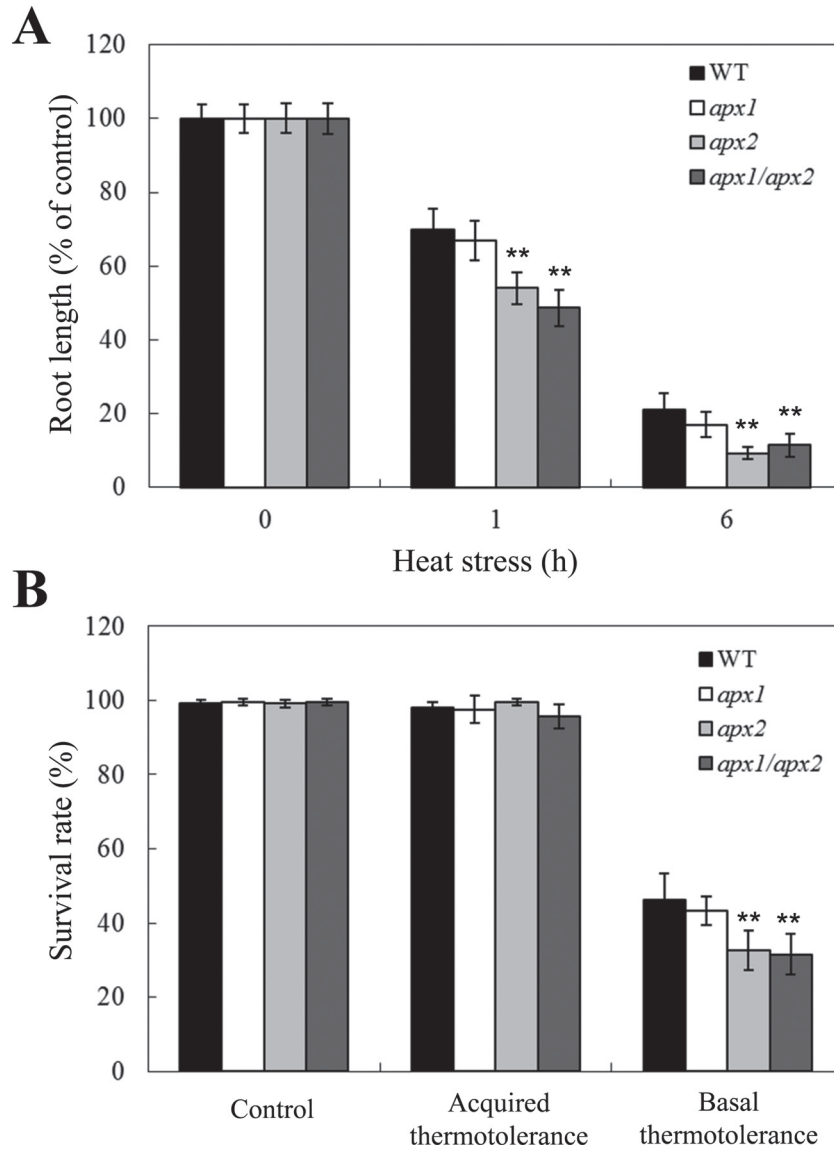 A
120
100
80
60
40
20
0
Root length (% of control)
WT
apx1
apx2
apx1/apx2
** **
** **
0 1 6
Heat stress (h)
B
120
100
80
60
40
20
0
Survival rate (%)
WT
apx1
apx2
apx1/apx2
** **
Control
Acquired
thermotolerance
Basal
thermotolerance